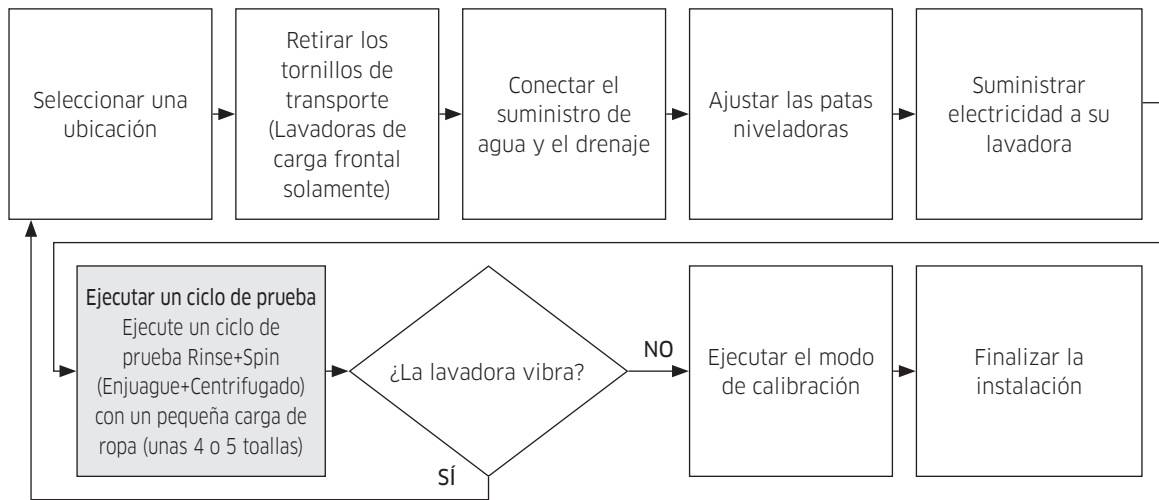 Seleccionar una
ubicación
Retirar los
tornillos de
transporte
(Lavadoras de
carga frontal
solamente)
Conectar el
suministro de
agua y el drenaje
Ajustar las patas
niveladoras
Suministrar
electricidad a su
lavadora
Ejecutar un ciclo de prueba
Ejecute un ciclo de
prueba Rinse+Spin
(Enjuague+Centrifugado)
con un pequeña carga de
ropa (unas 4 o 5 toallas)
¿La lavadora vibra?
NO
SÍ
Ejecutar el modo
de calibración
Finalizar la
instalación